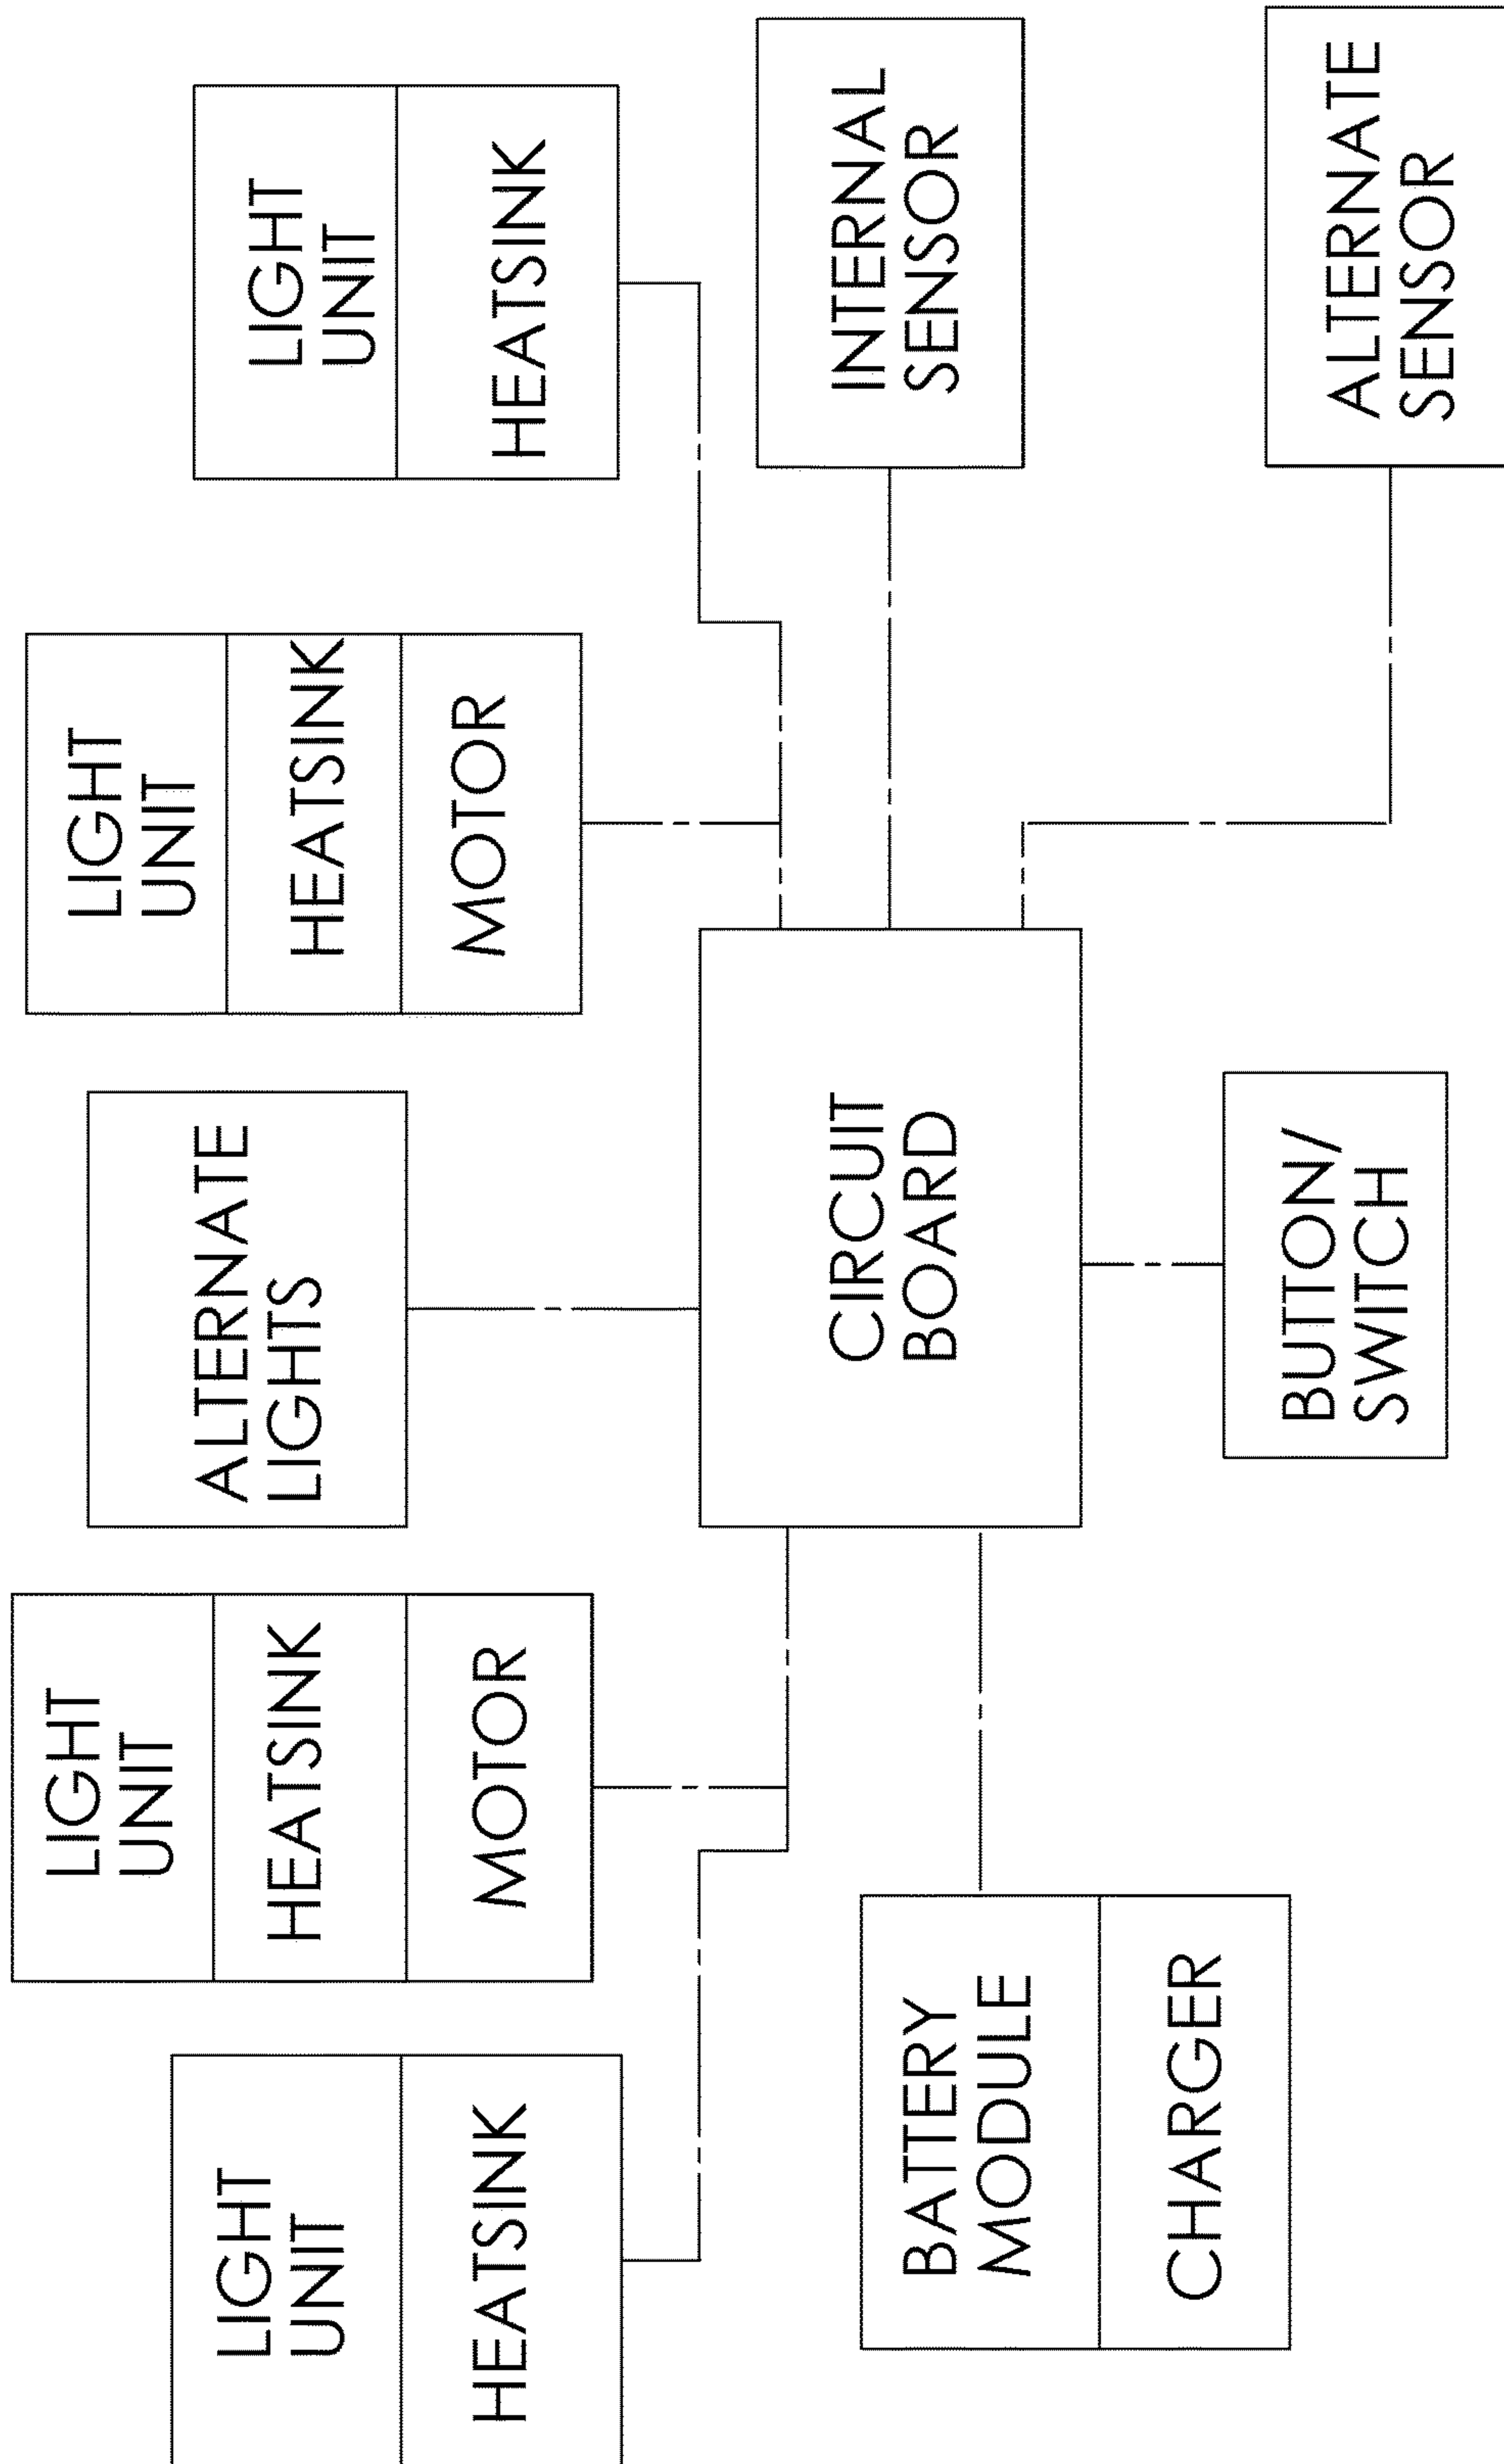 LIGHT
UNIT
HEATSINK
LIGHT
UNIT
HEATSINK
MOTOR
ALTERNATE
LIGHTS
LIGHT
UNIT
HEATSINK
MOTOR
LIGHT
UNIT
HEATSINK
BATTERY
MODULE
CHARGER
CIRCUIT
BOARD
BUTTON/
SWITCH
INTERNAL
SENSOR
ALTERNATE
SENSOR